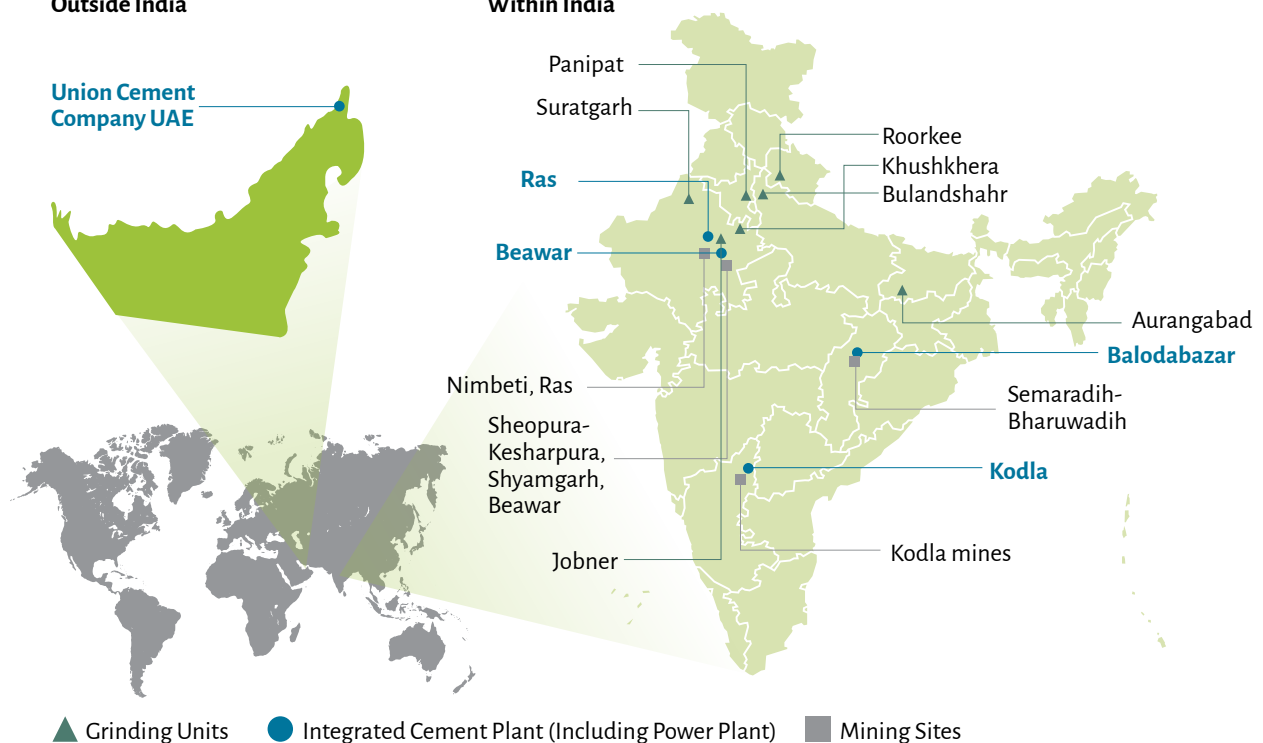 Outside India
Within India
Union Cement
Company UAE
Panipat
Suratgarh
Ras
Beawar
Roorkee
Khushkhera
Bulandshahr
Aurangabad
Balodabazar
Semaradih-
Bharuwadih
Nimbeti, Ras
Sheopura-
Kesharpura,
Shyamgarh,
Beawar
Kodla
Jobner
Kodla mines
Grinding Units
Integrated Cement Plant (Including Power Plant)
Mining Sites